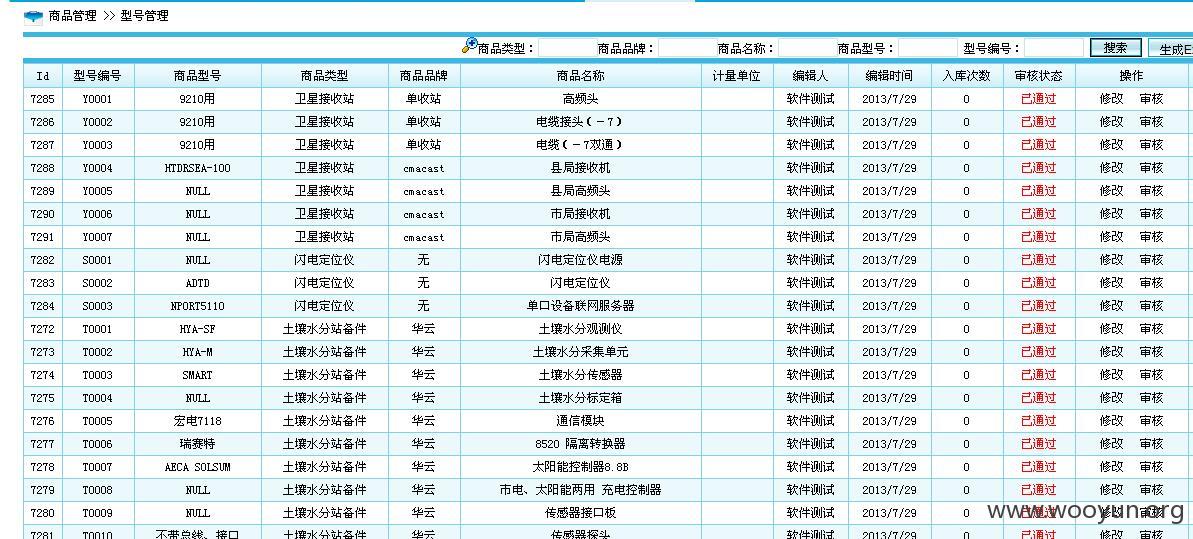 商品管理 >> 型号管理
商品类型： 商品品牌： 商品名称： 商品型号： 型号编号： 搜索 生成E
Id 型号编号 商品型号 商品类型 商品品牌 商品名称 计量单位 编辑人 编辑时间 入库次数 审核状态 操作
7285 Y0001 9210用 卫星接收站 单收站 高频头 软件测试 2013/7/29 0 已通过 修改 审核
7286 Y0002 9210用 卫星接收站 单收站 电缆接头(-7) 软件测试 2013/7/29 0 已通过 修改 审核
7287 Y0003 9210用 卫星接收站 单收站 电缆(-7双通) 软件测试 2013/7/29 0 已通过 修改 审核
7288 Y0004 HTDRSEA-100 卫星接收站 cmacast 县局接收机 软件测试 2013/7/29 0 已通过 修改 审核
7289 Y0005 NULL 卫星接收站 cmacast 县局高频头 软件测试 2013/7/29 0 已通过 修改 审核
7290 Y0006 NULL 卫星接收站 cmacast 市局接收机 软件测试 2013/7/29 0 已通过 修改 审核
7291 Y0007 NULL 卫星接收站 cmacast 市局高频头 软件测试 2013/7/29 0 已通过 修改 审核
7282 S0001 NULL 闪电定位仪 无 闪电定位仪电源 软件测试 2013/7/29 0 已通过 修改 审核
7283 S0002 ADTD 闪电定位仪 无 闪电定位仪 软件测试 2013/7/29 0 已通过 修改 审核
7284 S0003 NPORT5110 闪电定位仪 无 单口设备联网服务器 软件测试 2013/7/29 0 已通过 修改 审核
7272 T0001 HYA-SF 土壤水分站备件 华云 土壤水分观测仪 软件测试 2013/7/29 0 已通过 修改 审核
7273 T0002 HYA-M 土壤水分站备件 华云 土壤水分采集单元 软件测试 2013/7/29 0 已通过 修改 审核
7274 T0003 SMART 土壤水分站备件 华云 土壤水分传感器 软件测试 2013/7/29 0 已通过 修改 审核
7275 T0004 NULL 土壤水分站备件 华云 土壤水分标定箱 软件测试 2013/7/29 0 已通过 修改 审核
7276 T0005 宏电7118 土壤水分站备件 华云 通信模块 软件测试 2013/7/29 0 已通过 修改 审核
7277 T0006 瑞赛特 土壤水分站备件 华云 8520 隔离转换器 软件测试 2013/7/29 0 已通过 修改 审核
7278 T0007 AECA SOLSUM 土壤水分站备件 华云 太阳能控制器8.8B 软件测试 2013/7/29 0 已通过 修改 审核
7279 T0008 NULL 土壤水分站备件 华云 市电、太阳能两用 充电控制器 软件测试 2013/7/29 0 已通过 修改 审核
7280 T0009 NULL 土壤水分站备件 华云 传感器接口板 软件测试 2013/7/29 0 已通过 修改 审核
www.wooyun.org
7281 T0010 不带总线、接口 土壤水分站备件 华云 传感器探头 软件测试 2013/7/29 0 已通过 修改 审核